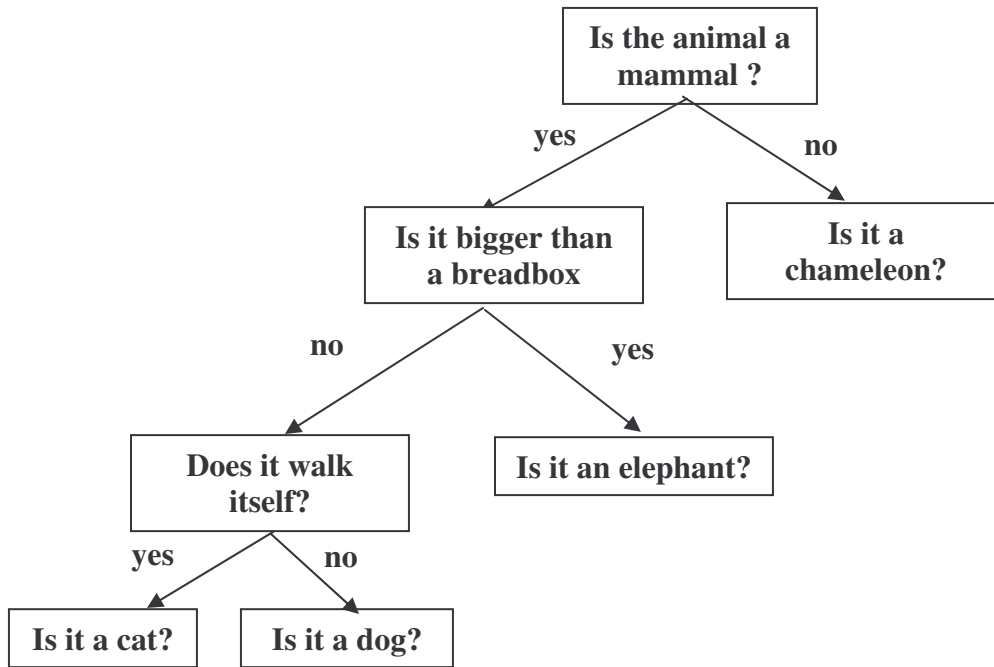 Is the animal a
mammal ?
yes
no
Is it bigger than
a breadbox
Is it a
chameleon?
no
yes
Does it walk
itself?
Is it an elephant?
yes
no
Is it a cat?
Is it a dog?